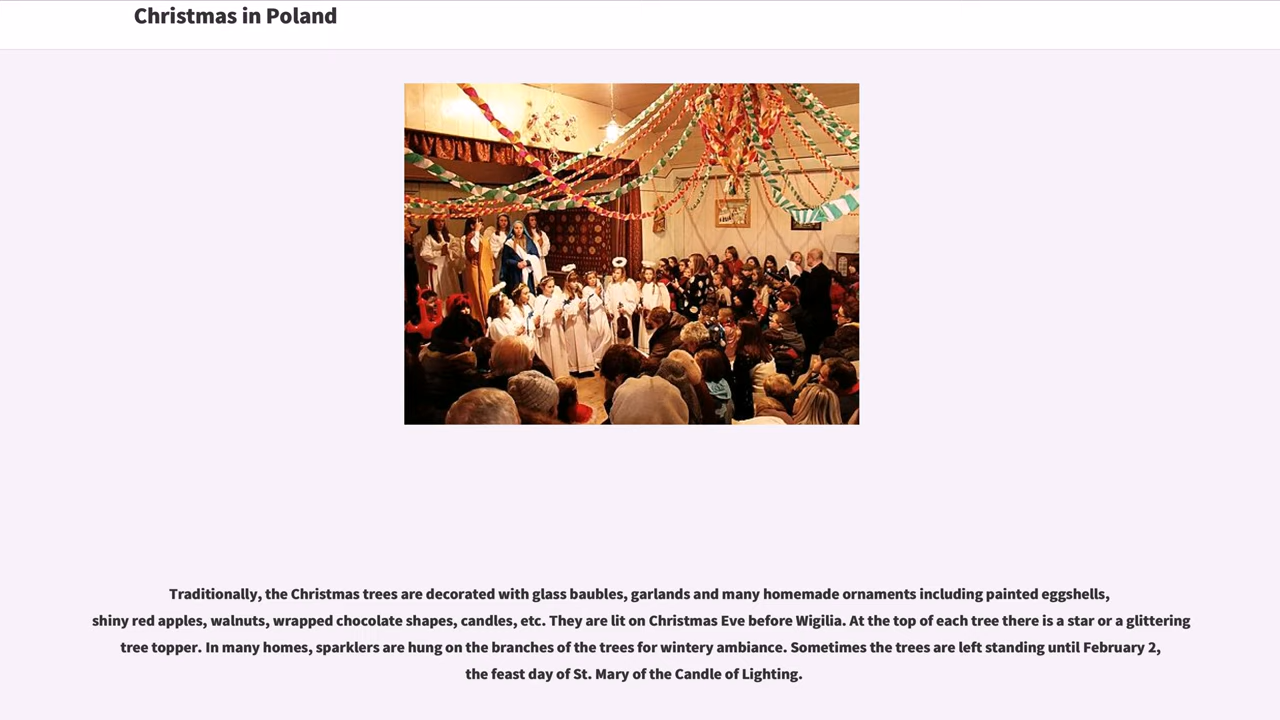 Christmas in Poland
Traditionally, the Christmas trees are decorated with glass baubles, garlands and many homemade ornaments including painted eggshells,
shiny red apples, walnuts, wrapped chocolate shapes, candles, etc. They are lit on Christmas Eve before Wigilia. At the top of each tree there is a star or a glittering
tree topper. In many homes, sparklers are hung on the branches of the trees for wintery ambiance. Sometimes the trees are left standing until February 2,
the feast day of St. Mary of the Candle of Lighting.